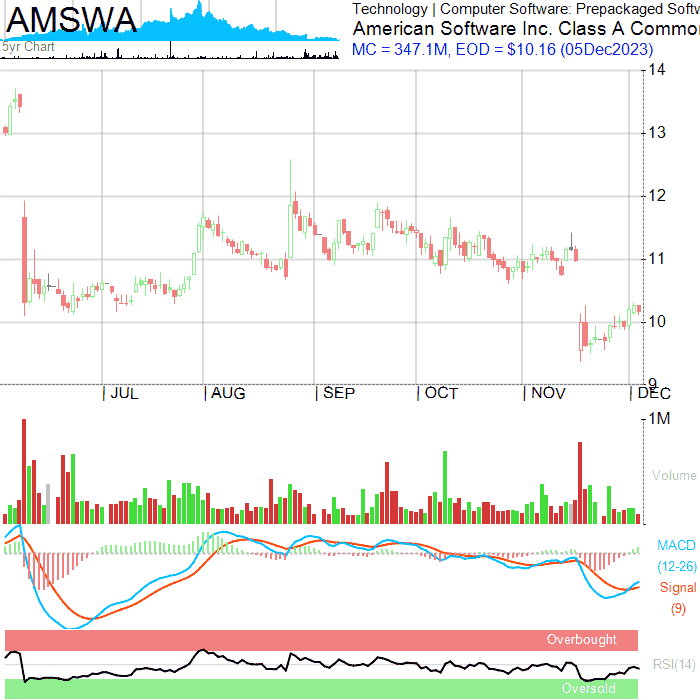 AMSWA
5yr Chart
Technology | Computer Software: Prepackaged Softw
American Software Inc. Class A Commo
MC = 347.1M, EOD = $10.16 (05Dec2023)
14
13
12
11
10
9
JUL AUG SEP OCT NOV DEC
1M
Volume
MACD
(12-26)
Signal
(9)
Overbought
RSI(14)
Oversold